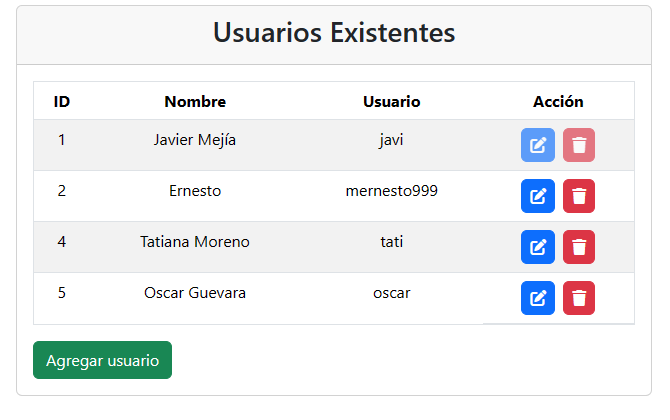 Usuarios Existentes
ID Nombre Usuario Acción
1 Javier Mejía javi
2 Ernesto mernesto999
4 Tatiana Moreno tati
5 Oscar Guevara oscar
Agregar usuario